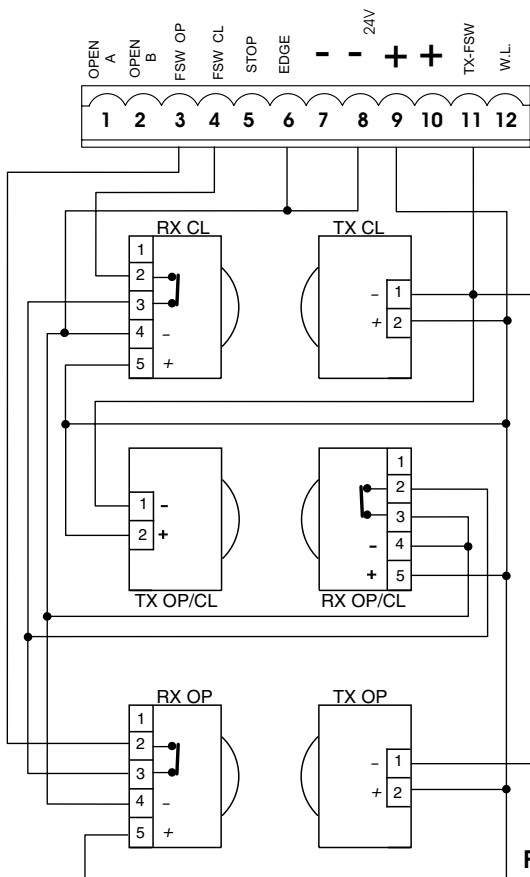 OPEN A
OPEN B
FSW OP
FSW CL
STOP
EDGE
- - 24V + +
TX-FSW
W.L.
1 2 3 4 5 6 7 8 9 10 11 12
RX CL
1
2
3
4 -
5 +
TX CL
- 1
+ 2
1 -
2 +
TX OP/CL
1
2
3
- 4
+ 5
RX OP/CL
RX OP
1
2
3
4 -
5 +
TX OP
- 1
+ 2